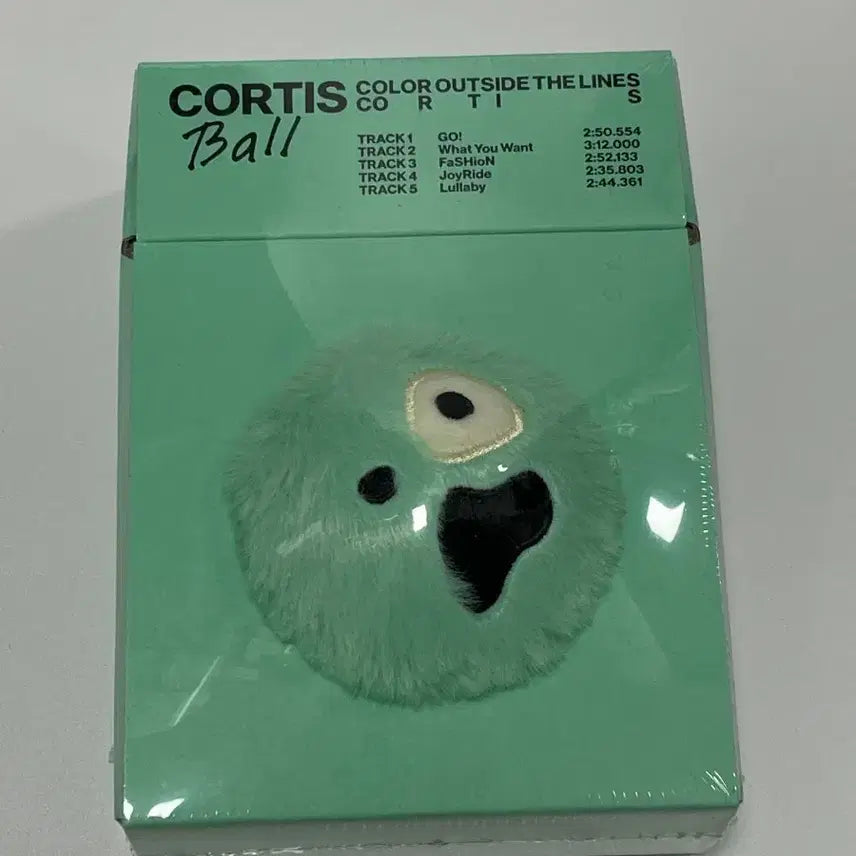 CORTIS
Ball
COLOR OUTSIDE THE LINES
CO R T I S
TRACK 1 GO! 2:50.554
TRACK 2 What You Want 3:12.000
TRACK 3 FaSHioN 2:52.133
TRACK 4 JoyRide 2:35.803
TRACK 5 Lullaby 2:44.361